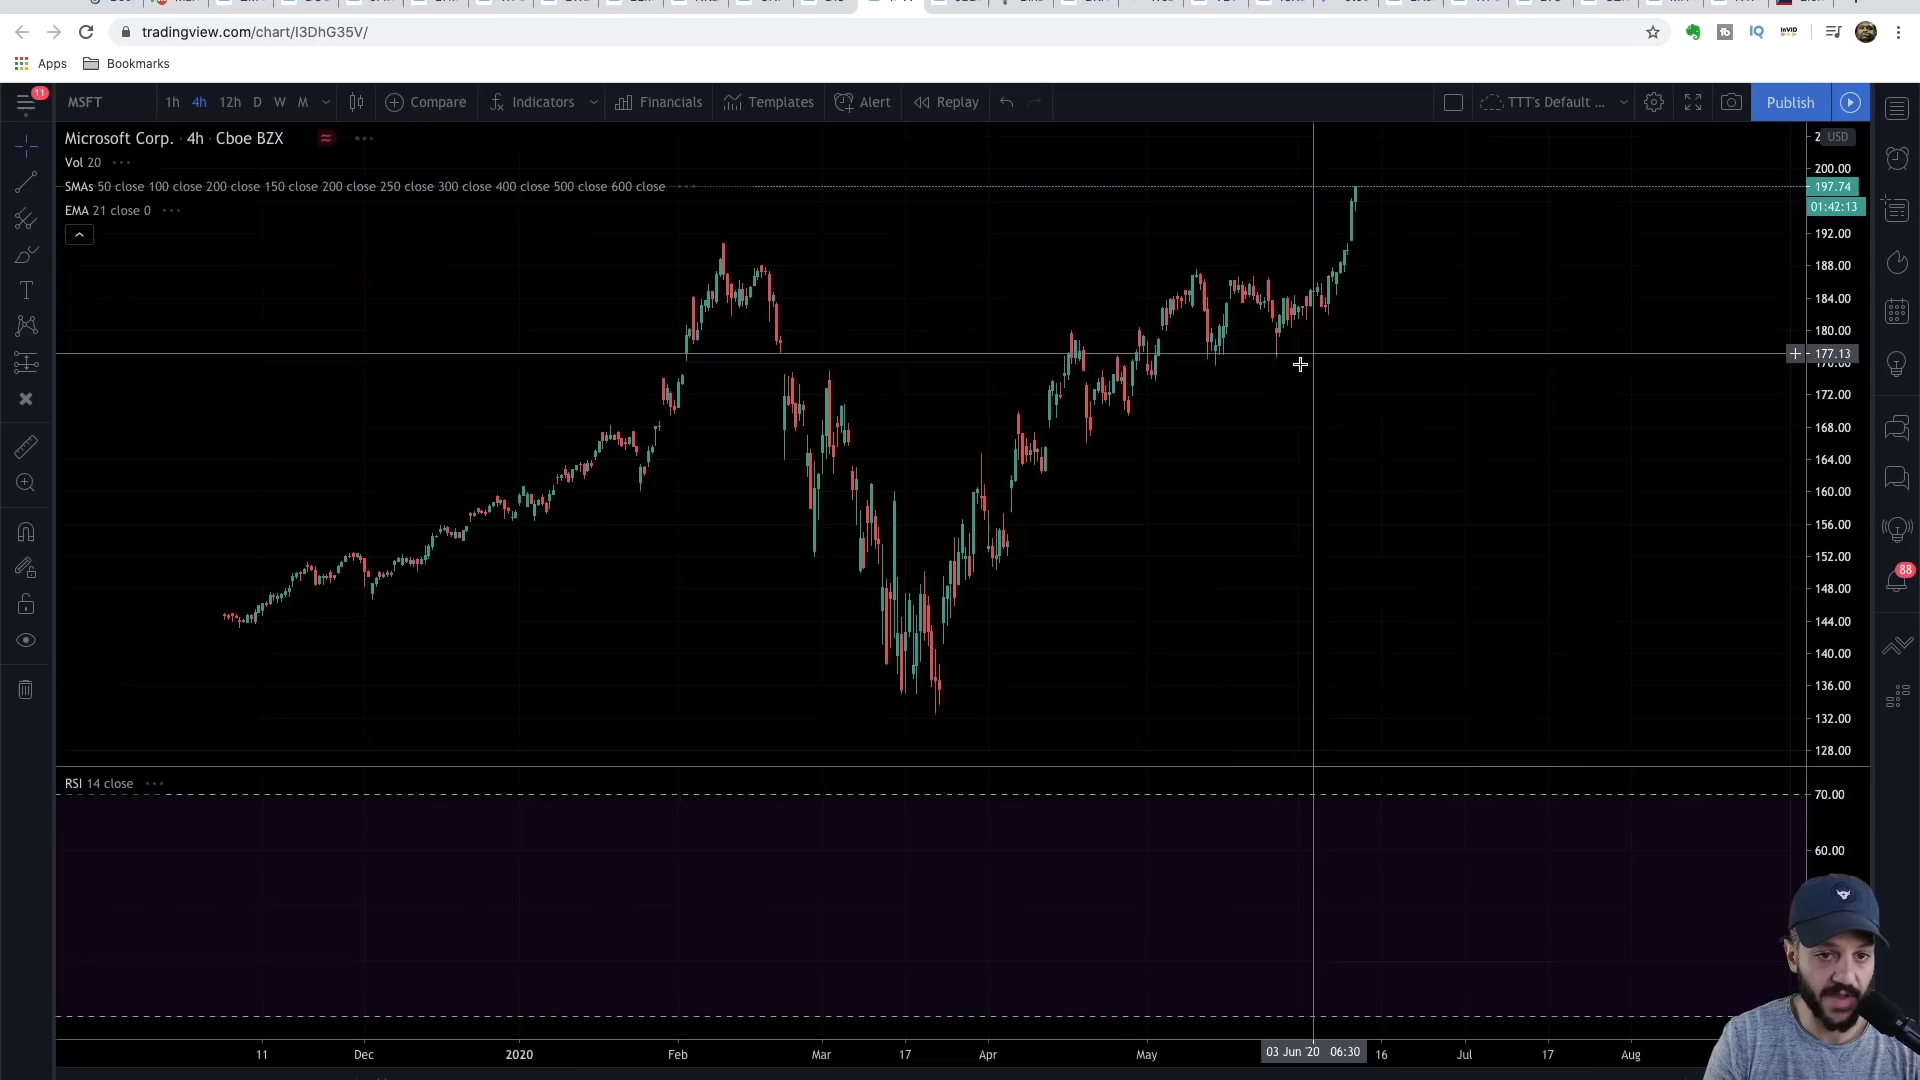 tradingview.com/chart/I3DhG35V/
Apps Bookmarks
11
MSFT 1h 4h 12h D W M Compare Indicators Financials Templates Alert Replay TTT's Default ... Publish
Microsoft Corp. · 4h · Cboe BZX
USD
Vol 20
SMAs 50 close 100 close 200 close 150 close 200 close 250 close 300 close 400 close 500 close 600 close
EMA 21 close 0
200.00
197.74
01:42:13
192.00
188.00
184.00
180.00
177.13
172.00
168.00
164.00
160.00
156.00
152.00
148.00
144.00
140.00
136.00
132.00
128.00
88
RSI 14 close
70.00
60.00
11 Dec 2020 Feb Mar 17 Apr May 03 Jun '20 06:30 16 Jul 17 Aug